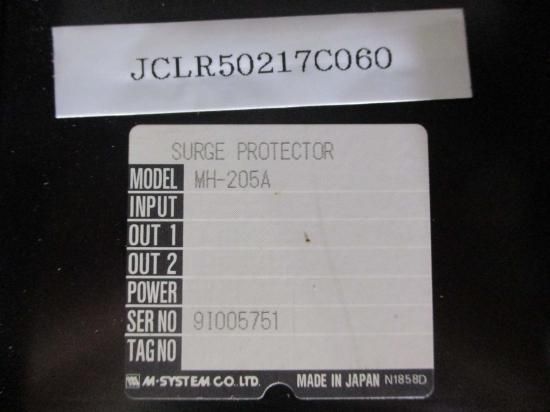 JCLR50217C060
SURGE PROTECTOR
MODEL MH-205A
INPUT
OUT 1
OUT 2
POWER
SER NO 9I005751
TAG NO
M-SYSTEM CO. LTD. MADE IN JAPAN N1858D